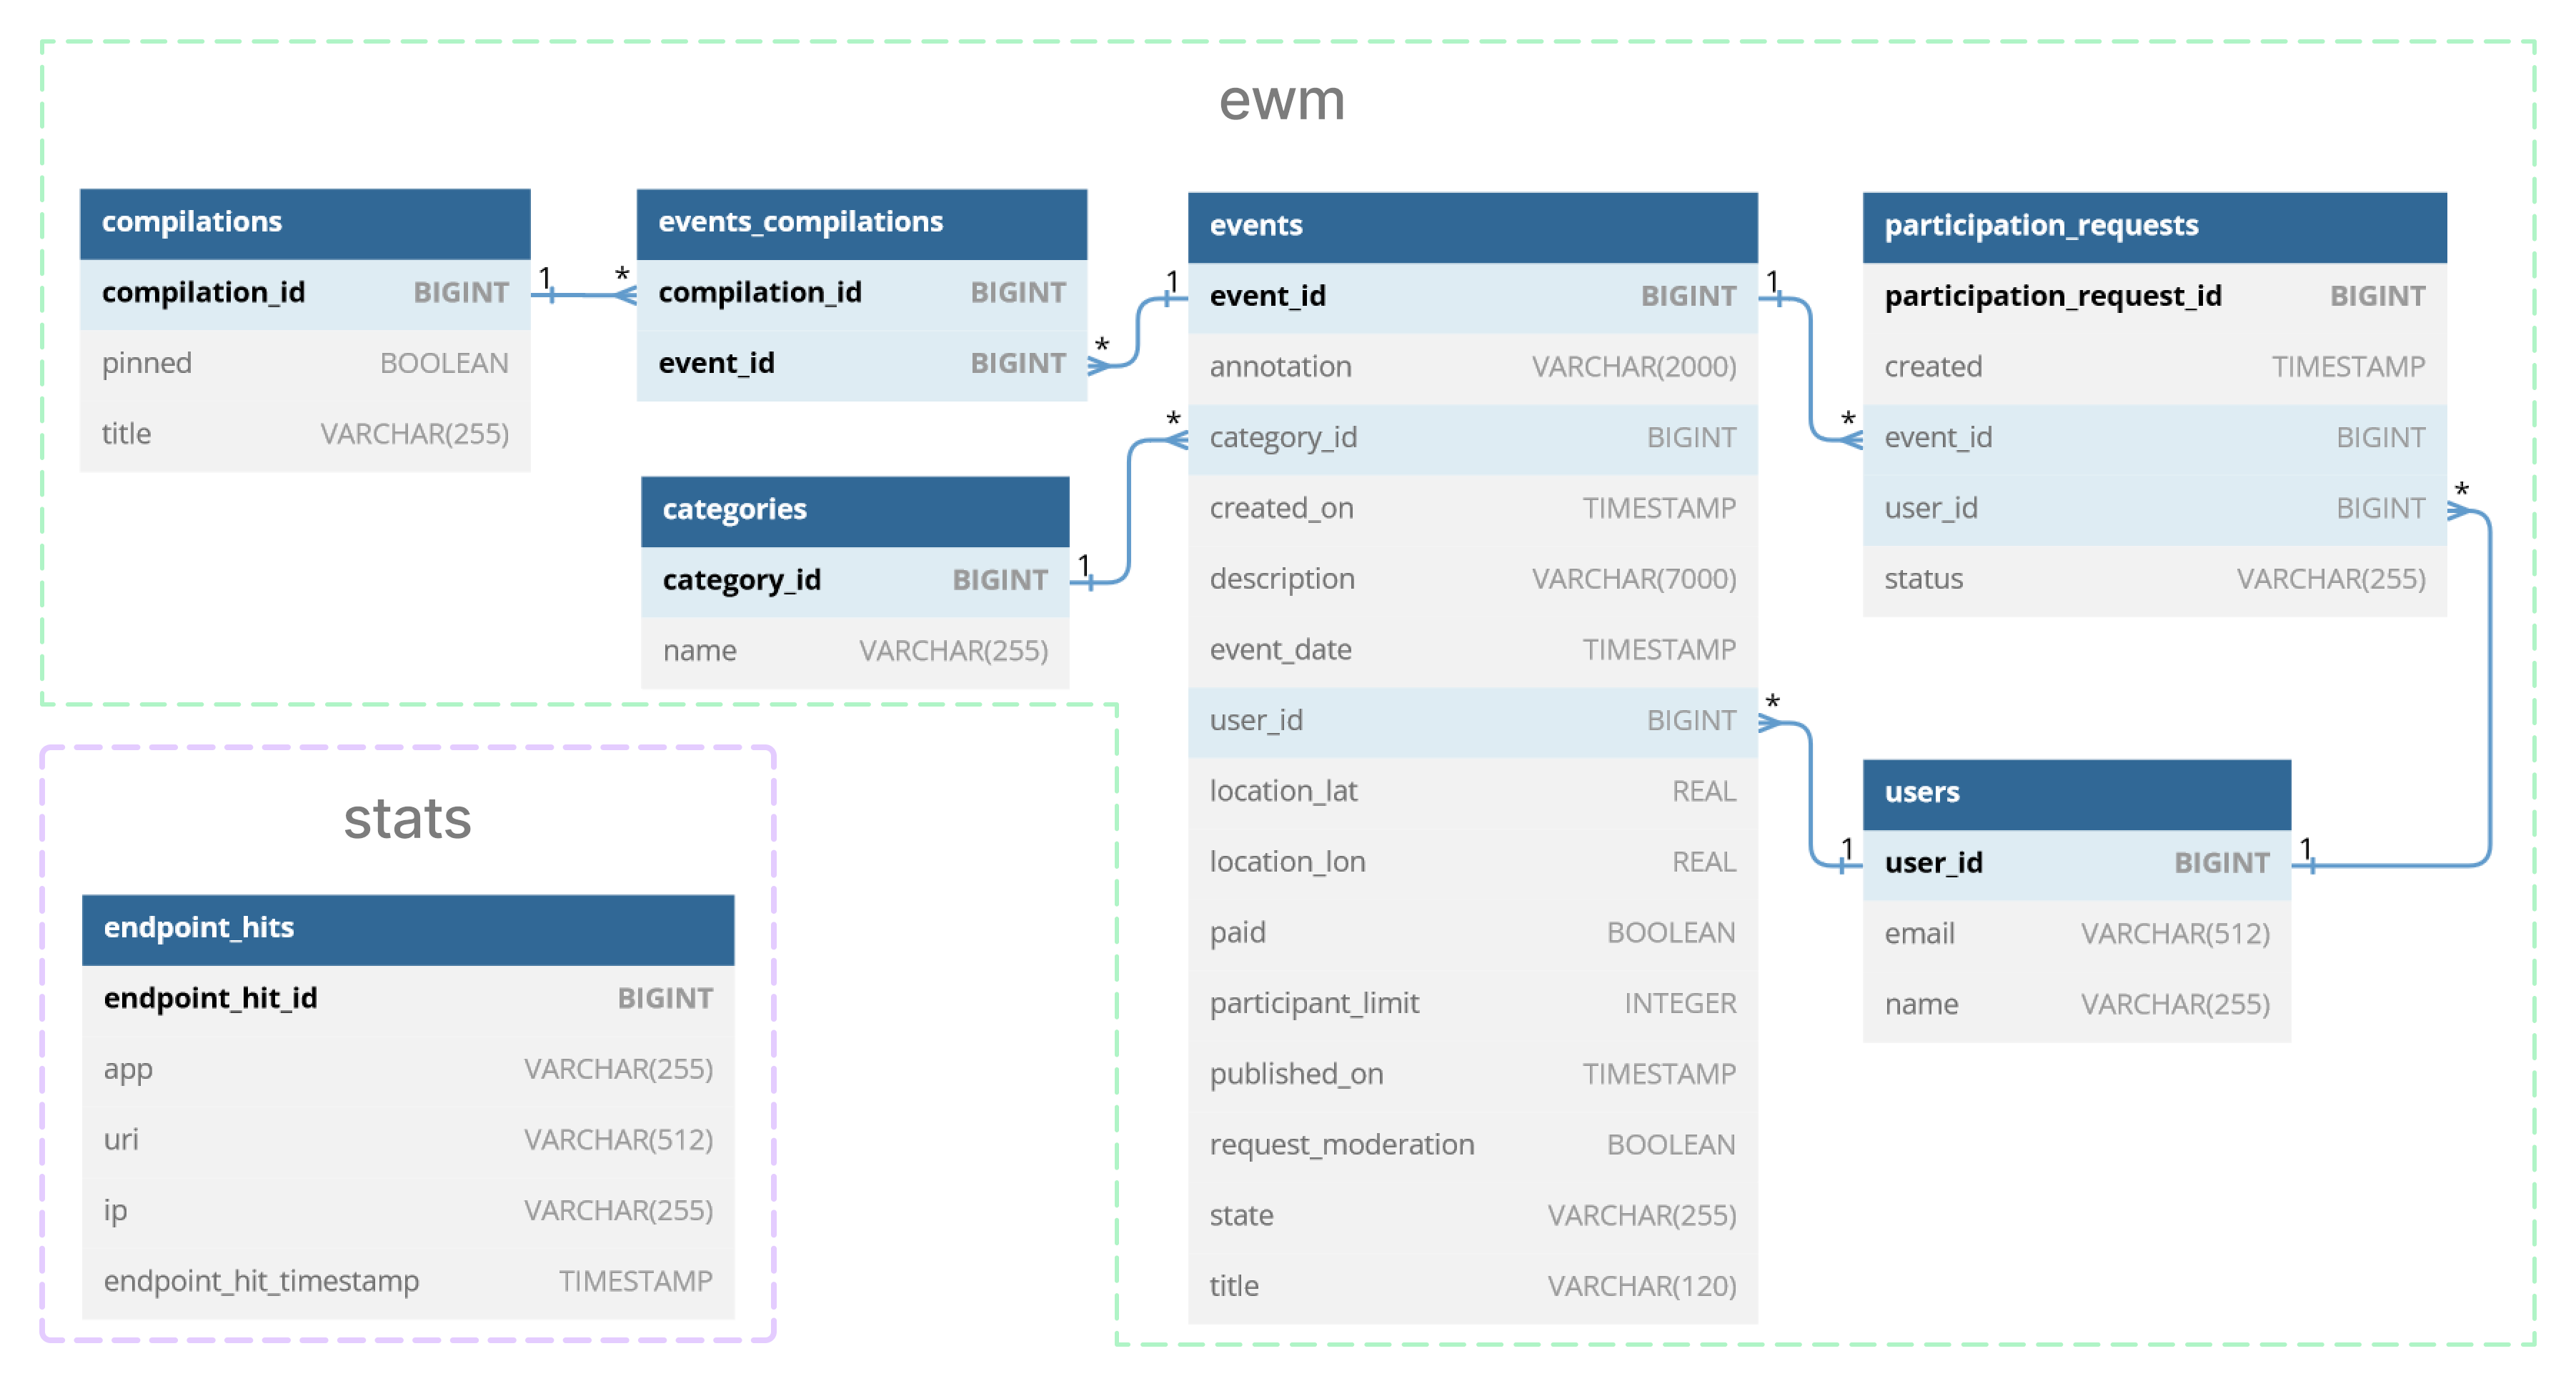 ewm
compilations
compilation_id BIGINT
pinned BOOLEAN
title VARCHAR(255)
1 *
events_compilations
compilation_id BIGINT
event_id BIGINT
* 1
categories
category_id BIGINT
name VARCHAR(255)
1 *
events
event_id BIGINT
annotation VARCHAR(2000)
category_id BIGINT
created_on TIMESTAMP
description VARCHAR(7000)
event_date TIMESTAMP
user_id BIGINT
location_lat REAL
location_lon REAL
paid BOOLEAN
participant_limit INTEGER
published_on TIMESTAMP
request_moderation BOOLEAN
state VARCHAR(255)
title VARCHAR(120)
1 *
* 1
participation_requests
participation_request_id BIGINT
created TIMESTAMP
event_id BIGINT
user_id BIGINT
status VARCHAR(255)
* 1
users
user_id BIGINT
email VARCHAR(512)
name VARCHAR(255)
stats
endpoint_hits
endpoint_hit_id BIGINT
app VARCHAR(255)
uri VARCHAR(512)
ip VARCHAR(255)
endpoint_hit_timestamp TIMESTAMP